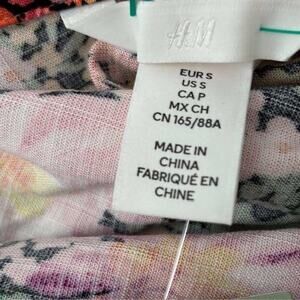 H&M
EUR S
US S
CA P
MX CH
CN 165/88A
MADE IN
CHINA
FABRIQUÉ EN
CHINE